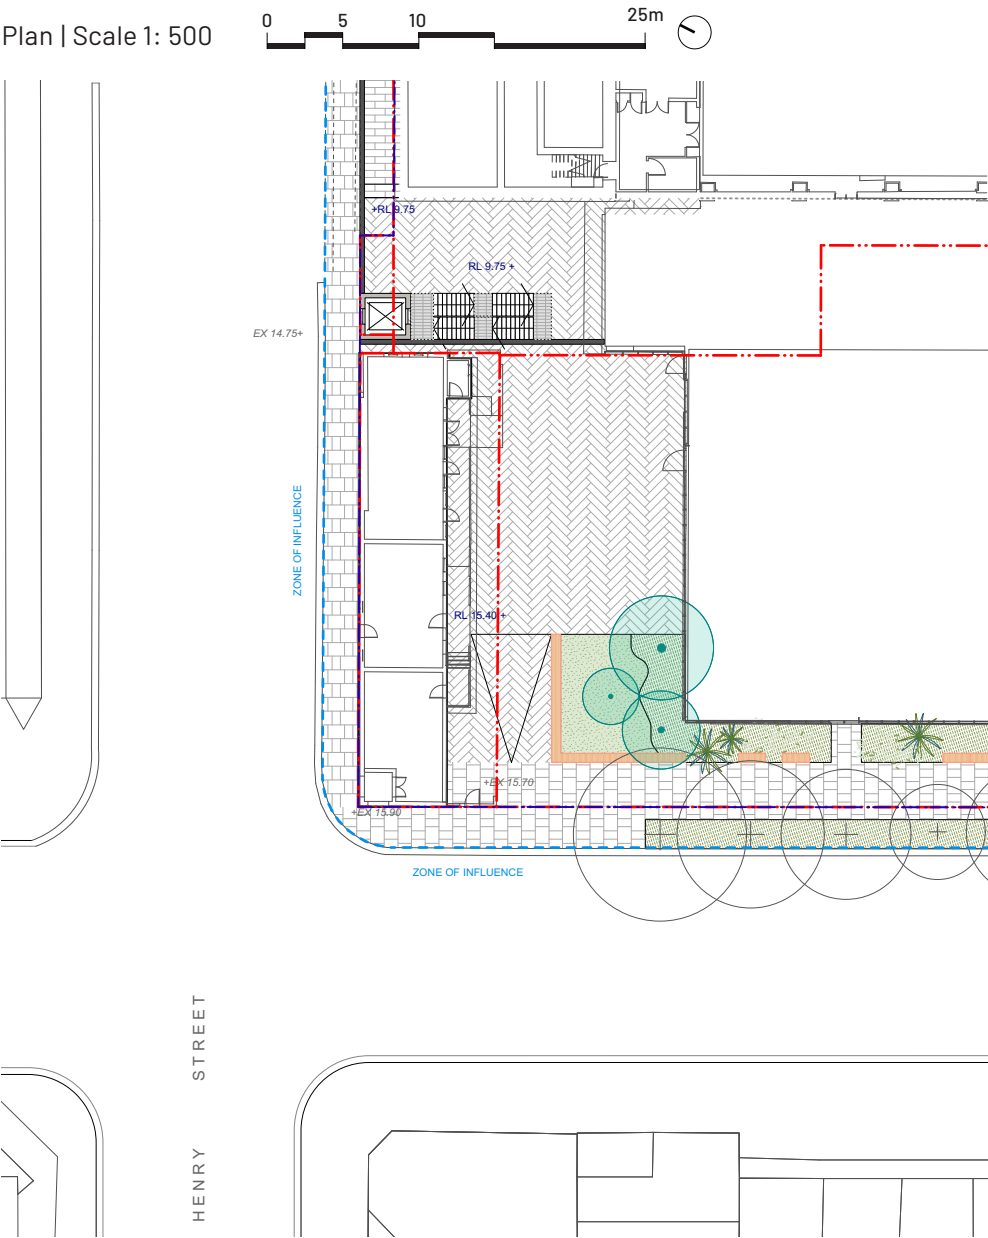 Plan | Scale 1: 500
0 5 10 25m
+RL 9.75
RL 9.75 +
EX 14.75+
ZONE OF INFLUENCE
RL 15.40 +
+EX 15.70
+EX 15.90
ZONE OF INFLUENCE
HENRY STREET